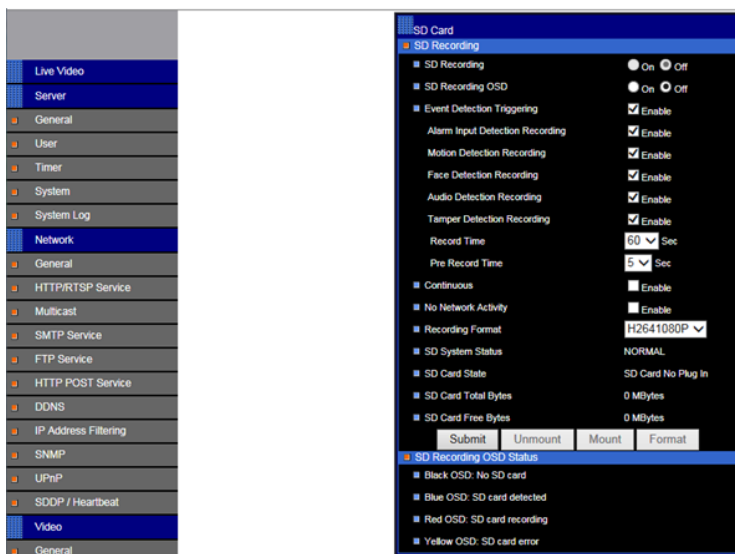 Live Video
Server
General
User
Timer
System
System Log
Network
General
HTTP/RTSP Service
Multicast
SMTP Service
FTP Service
HTTP POST Service
DDNS
IP Address Filtering
SNMP
UPnP
SDDP / Heartbeat
Video
General
SD Card
SD Recording
SD Recording On Off
SD Recording OSD On Off
Event Detection Triggering Enable
Alarm Input Detection Recording Enable
Motion Detection Recording Enable
Face Detection Recording Enable
Audio Detection Recording Enable
Tamper Detection Recording Enable
Record Time 60 Sec
Pre Record Time 5 Sec
Continuous Enable
No Network Activity Enable
Recording Format H2641080P
SD System Status NORMAL
SD Card State SD Card No Plug In
SD Card Total Bytes 0 MBytes
SD Card Free Bytes 0 MBytes
Submit Unmount Mount Format
SD Recording OSD Status
Black OSD: No SD card
Blue OSD: SD card detected
Red OSD: SD card recording
Yellow OSD: SD card error